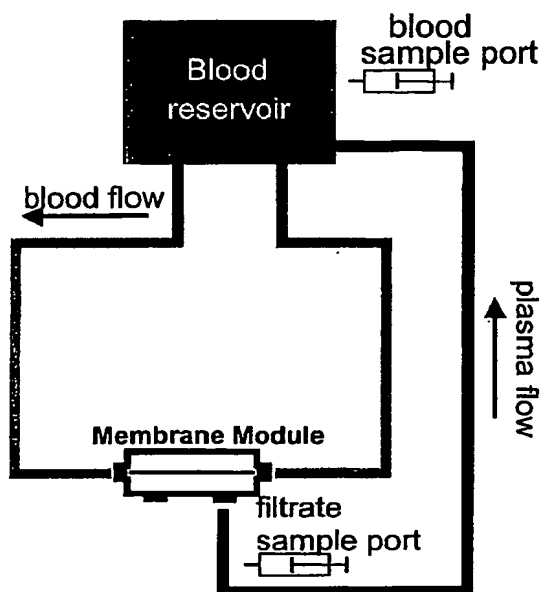 blood
sample port
Blood
reservoir
blood flow
plasma flow
Membrane Module
filtrate
sample port